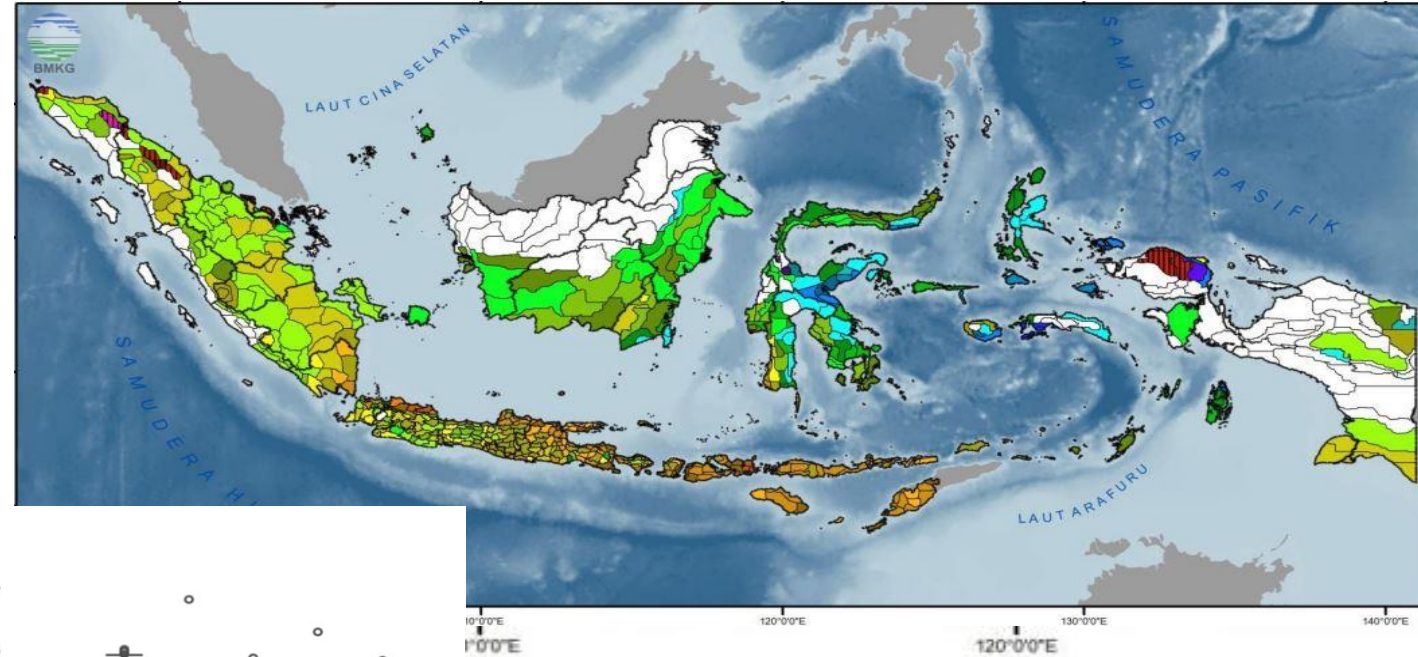 BMKG
LAUT CINA SELATAN
SAMUDERA PASIFIK
SAMUDERA HI
LAUT ARAFURU
120°0'0"E
130°0'0"E
140°0'0"E
120°0'0"E